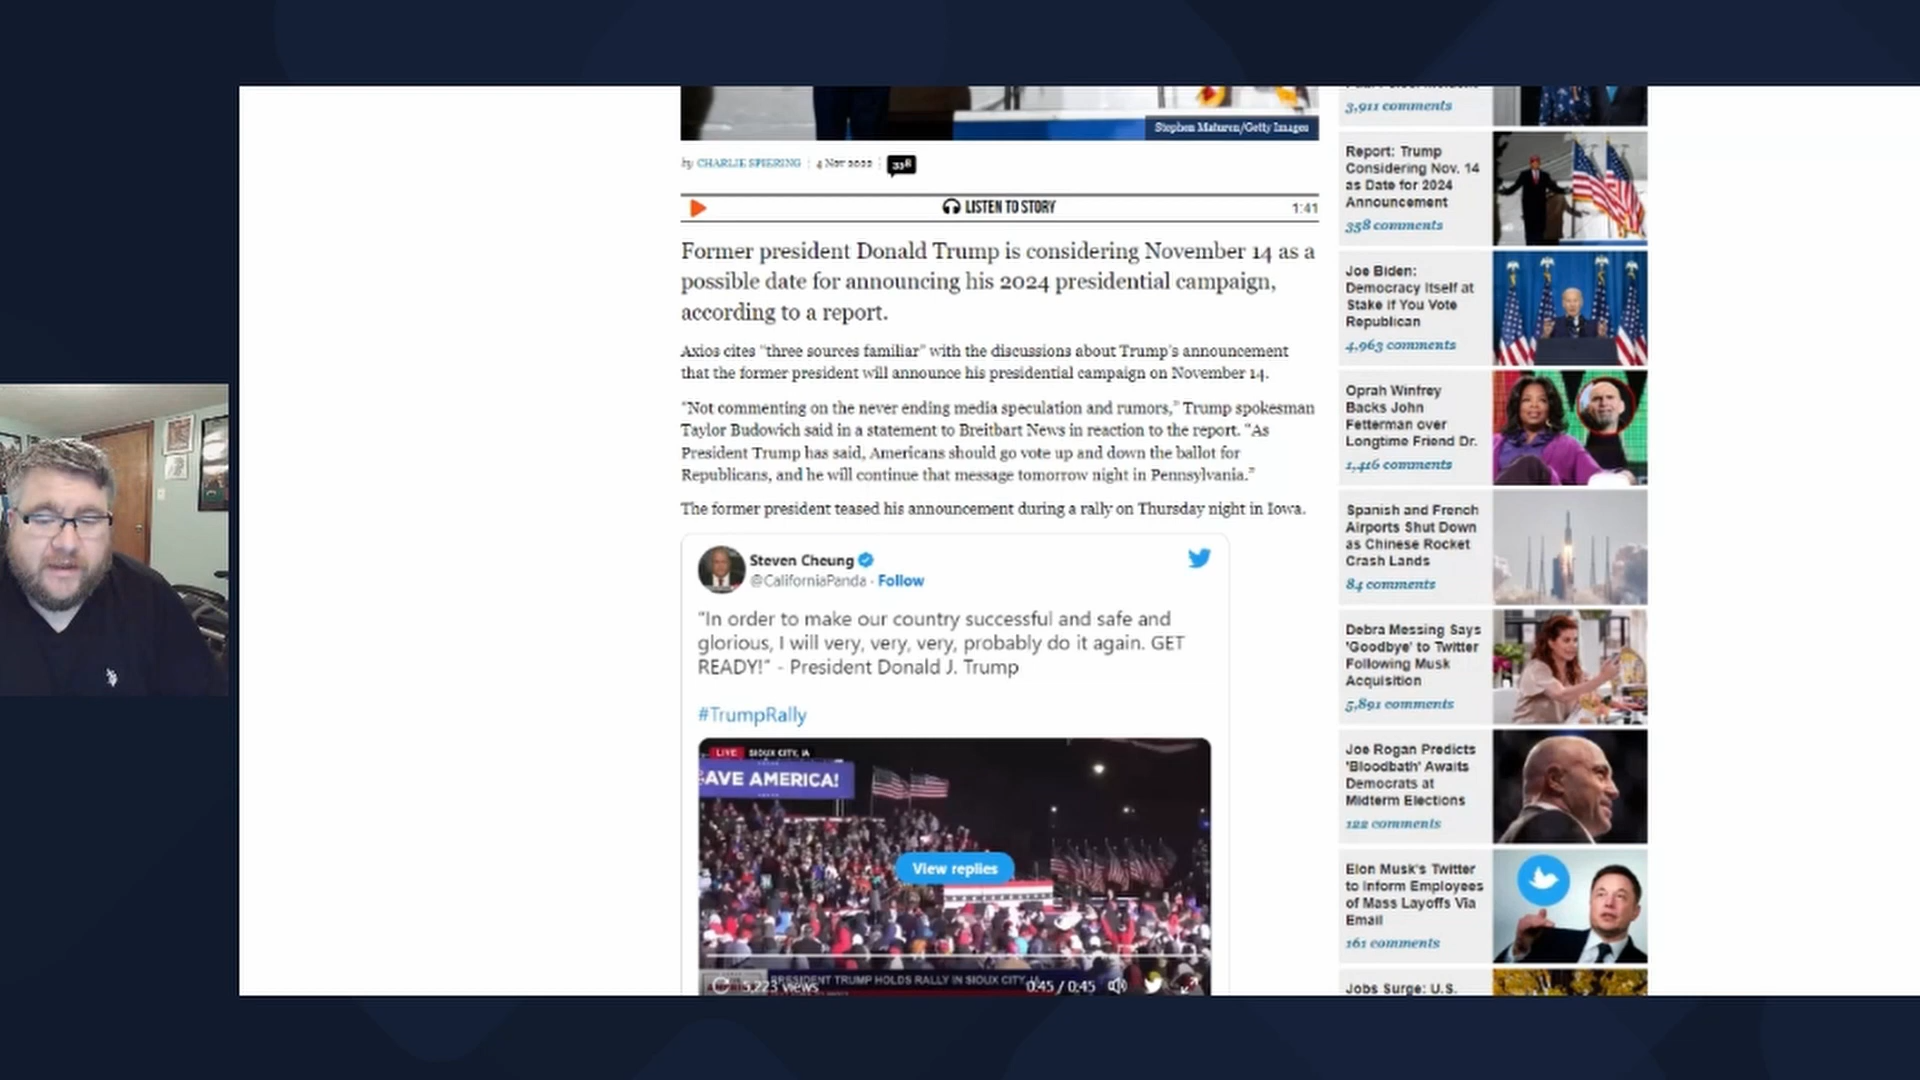 Stephen Maturen/Getty Images
by CHARLIE SPIERING | 4 Nov 2022 | 358
LISTEN TO STORY
1:41
Former president Donald Trump is considering November 14 as a
possible date for announcing his 2024 presidential campaign,
according to a report.
Axios cites “three sources familiar” with the discussions about Trump’s announcement
that the former president will announce his presidential campaign on November 14.
“Not commenting on the never ending media speculation and rumors,” Trump spokesman
Taylor Budowich said in a statement to Breitbart News in reaction to the report. “As
President Trump has said, Americans should go vote up and down the ballot for
Republicans, and he will continue that message tomorrow night in Pennsylvania.”
The former president teased his announcement during a rally on Thursday night in Iowa.
Steven Cheung
@CaliforniaPanda · Follow
“In order to make our country successful and safe and
glorious, I will very, very, very, probably do it again. GET
READY!” - President Donald J. Trump
#TrumpRally
LIVE SIOUX CITY, IA
AVE AMERICA!
View replies
PRESIDENT TRUMP HOLDS RALLY IN SIOUX CITY, IA
5,223 views
0:45 / 0:45
3,911 comments
Report: Trump
Considering Nov. 14
as Date for 2024
Announcement
358 comments
Joe Biden:
Democracy Itself at
Stake If You Vote
Republican
4,963 comments
Oprah Winfrey
Backs John
Fetterman over
Longtime Friend Dr.
1,416 comments
Spanish and French
Airports Shut Down
as Chinese Rocket
Crash Lands
84 comments
Debra Messing Says
'Goodbye' to Twitter
Following Musk
Acquisition
5,891 comments
Joe Rogan Predicts
'Bloodbath' Awaits
Democrats at
Midterm Elections
122 comments
Elon Musk's Twitter
to Inform Employees
of Mass Layoffs Via
Email
161 comments
Jobs Surge: U.S.